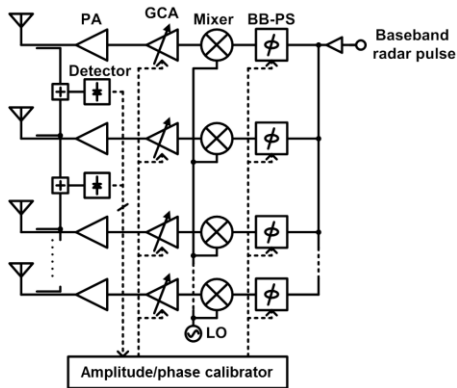 PA
GCA
Mixer
BB-PS
ϕ
Baseband
radar pulse
Detector
ϕ
ϕ
ϕ
LO
Amplitude/phase calibrator